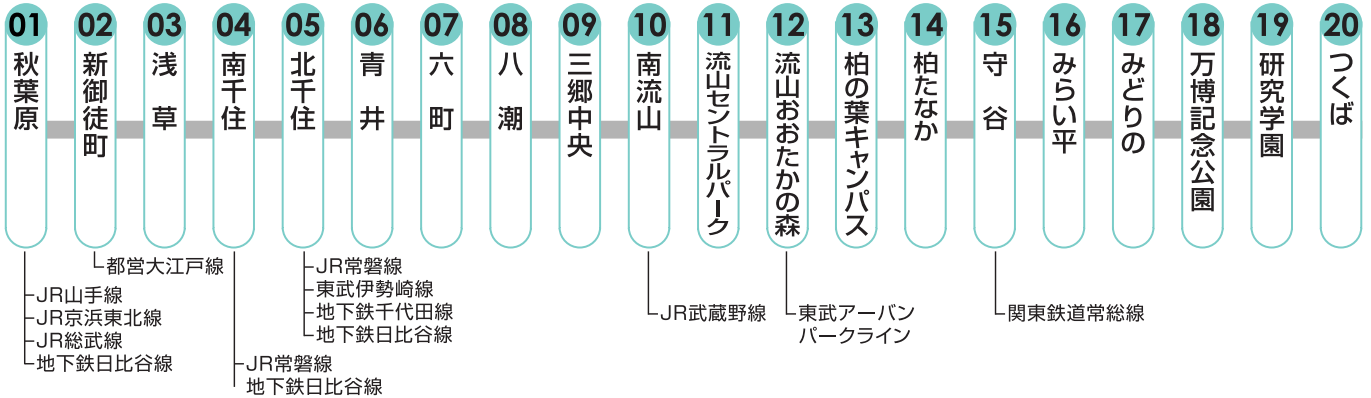 01
秋葉原
02
新御徒町
03
浅草
04
南千住
05
北千住
06
青井
07
六町
08
八潮
09
三郷中央
10
南流山
11
流山セントラルパーク
12
流山おおたかの森
13
柏の葉キャンパス
14
柏たなか
15
守谷
16
みらい平
17
みどりの
18
万博記念公園
19
研究学園
20
つくば
JR山手線
JR京浜東北線
JR総武線
地下鉄日比谷線
都営大江戸線
JR常磐線
地下鉄日比谷線
JR常磐線
東武伊勢崎線
地下鉄千代田線
地下鉄日比谷線
JR武蔵野線
東武アーバン
パークライン
関東鉄道常総線